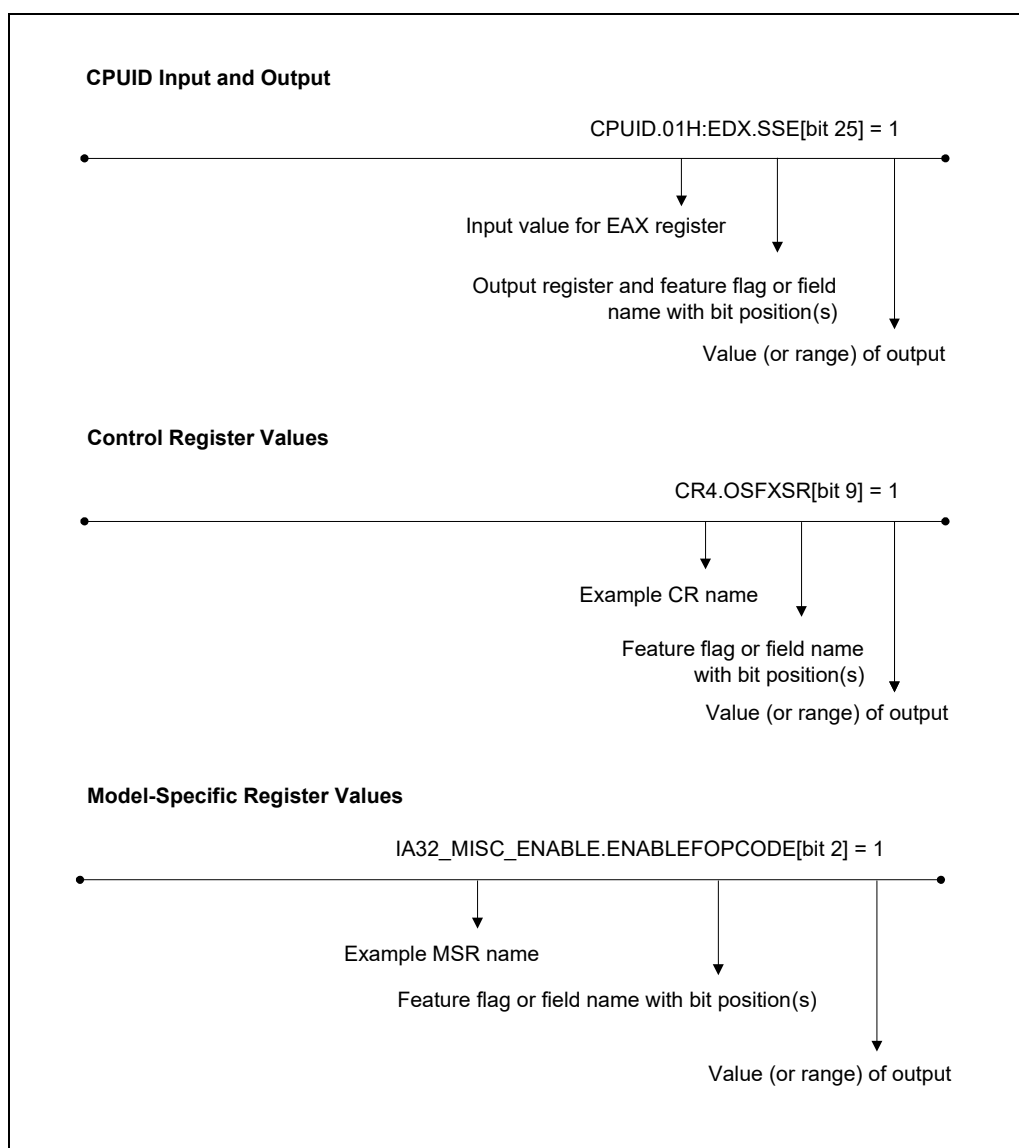 CPUID Input and Output
CPUID.01H:EDX.SSE[bit 25] = 1
Input value for EAX register
Output register and feature flag or field
name with bit position(s)
Value (or range) of output
Control Register Values
CR4.OSFXSR[bit 9] = 1
Example CR name
Feature flag or field name
with bit position(s)
Value (or range) of output
Model-Specific Register Values
IA32_MISC_ENABLE.ENABLEFOPCODE[bit 2] = 1
Example MSR name
Feature flag or field name with bit position(s)
Value (or range) of output